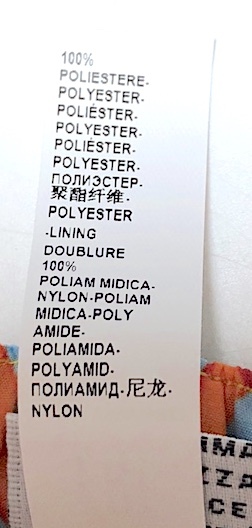 100%
POLIESTERE-
POLYESTER-
POLIÉSTER-
POLYESTER-
POLIÉSTER-
POLYESTER-
ПОЛИЭСТЕР-
聚酯纤维-
POLYESTER
-LINING
DOUBLURE
100%
POLIAM MIDICA-
NYLON-POLIAM
MIDICA-POLY
AMIDE-
POLIAMIDA-
POLYAMID-
ПОЛИАМИД-尼龙-
NYLON